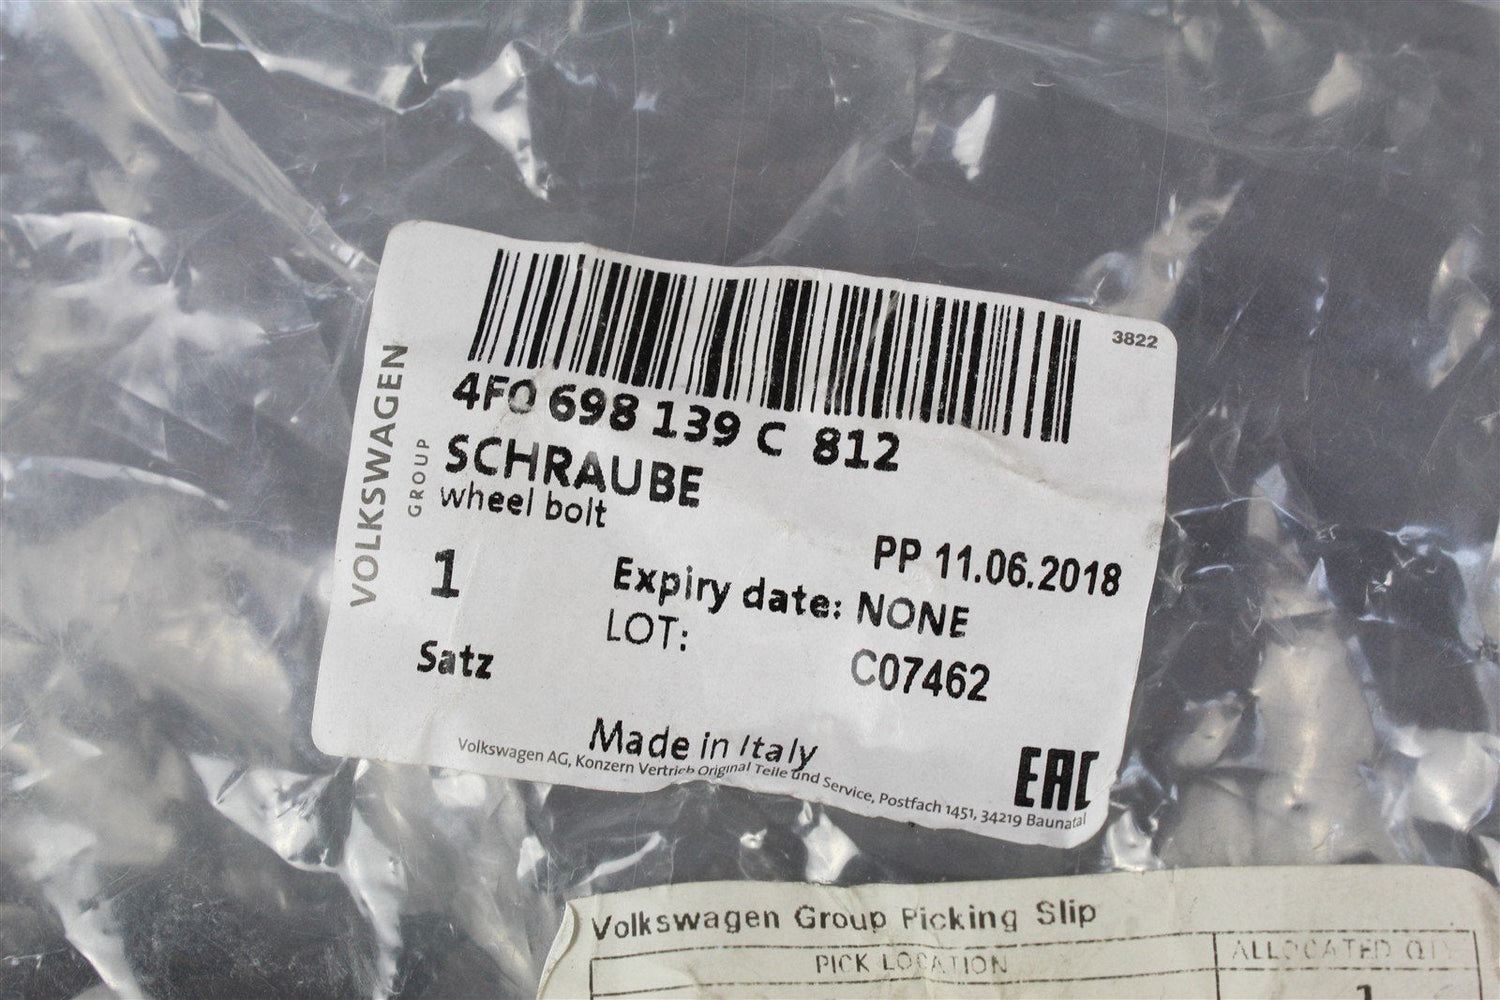 3822
VOLKSWAGEN
GROUP
4F0 698 139 C 812
SCHRAUBE
wheel bolt
PP 11.06.2018
1
Expiry date: NONE
LOT:
C07462
Satz
Made in Italy
EAC
Volkswagen AG, Konzern Vertrieb Original Teile und Service, Postfach 1451, 34219 Baunatal
Volkswagen Group Picking Slip
PICK LOCATION
ALLOCATED QTY
1